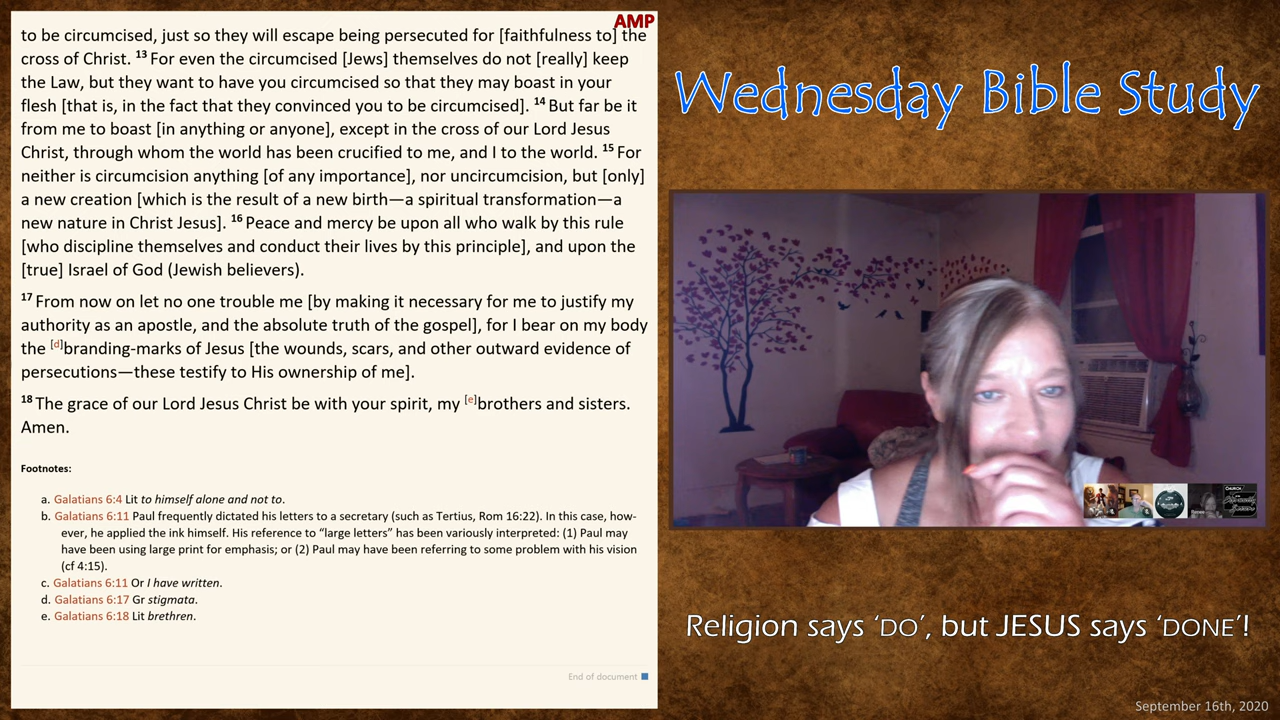 AMP
to be circumcised, just so they will escape being persecuted for [faithfulness to] the
cross of Christ. 13 For even the circumcised [Jews] themselves do not [really] keep
the Law, but they want to have you circumcised so that they may boast in your
flesh [that is, in the fact that they convinced you to be circumcised]. 14 But far be it
from me to boast [in anything or anyone], except in the cross of our Lord Jesus
Christ, through whom the world has been crucified to me, and I to the world. 15 For
neither is circumcision anything [of any importance], nor uncircumcision, but [only]
a new creation [which is the result of a new birth—a spiritual transformation—a
new nature in Christ Jesus]. 16 Peace and mercy be upon all who walk by this rule
[who discipline themselves and conduct their lives by this principle], and upon the
[true] Israel of God (Jewish believers).
17 From now on let no one trouble me [by making it necessary for me to justify my
authority as an apostle, and the absolute truth of the gospel], for I bear on my body
the [d]branding-marks of Jesus [the wounds, scars, and other outward evidence of
persecutions—these testify to His ownership of me].
18 The grace of our Lord Jesus Christ be with your spirit, my [e]brothers and sisters.
Amen.
Footnotes:
a. Galatians 6:4 Lit to himself alone and not to.
b. Galatians 6:11 Paul frequently dictated his letters to a secretary (such as Tertius, Rom 16:22). In this case, how-
ever, he applied the ink himself. His reference to “large letters” has been variously interpreted: (1) Paul may
have been using large print for emphasis; or (2) Paul may have been referring to some problem with his vision
(cf 4:15).
c. Galatians 6:11 Or I have written.
d. Galatians 6:17 Gr stigmata.
e. Galatians 6:18 Lit brethren.
End of document
Wednesday Bible Study
CHURCH
Religion says ‘DO’, but JESUS says ‘DONE’!
September 16th, 2020